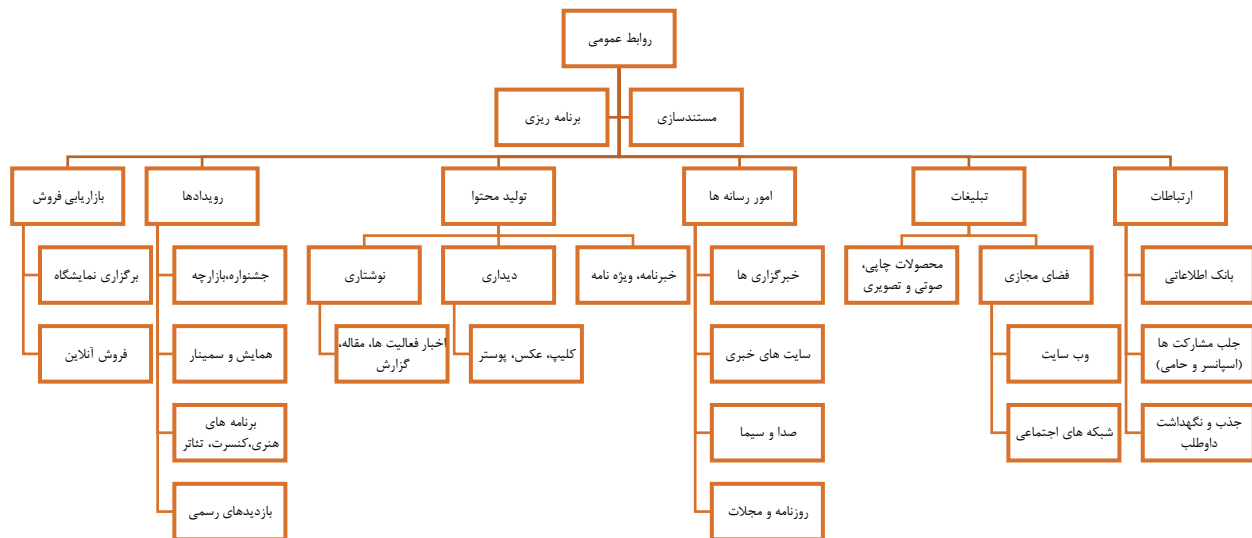 روابط عمومی
مستندسازی
برنامه ریزی
ارتباطات
تبلیغات
امور رسانه ها
تولید محتوا
رویدادها
بازاریابی فروش
بانک اطلاعاتی
جلب مشارکت ها
(اسپانسر و حامی)
جذب و نگهداشت
داوطلب
فضای مجازی
محصولات چاپی،
صوتی و تصویری
وب سایت
شبکه های اجتماعی
خبرگزاری ها
سایت های خبری
صدا و سیما
روزنامه و مجلات
خبرنامه، ویژه نامه
دیداری
نوشتاری
کلیپ، عکس، پوستر
اخبار فعالیت ها، مقاله،
گزارش
جشنواره،بازارچه
همایش و سمینار
برنامه های
هنری،کنسرت، تئاتر
بازدیدهای رسمی
برگزاری نمایشگاه
فروش آنلاین